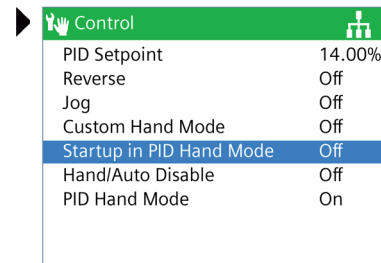 Control
PID Setpoint 14.00%
Reverse Off
Jog Off
Custom Hand Mode Off
Startup in PID Hand Mode Off
Hand/Auto Disable Off
PID Hand Mode On